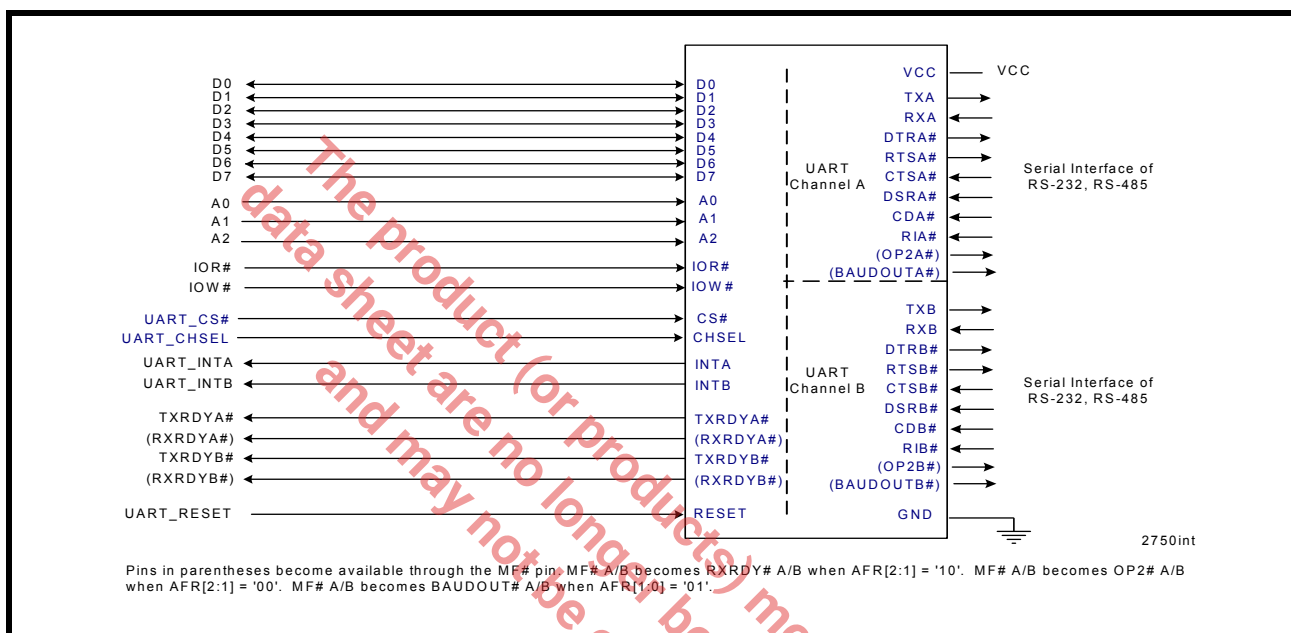 D0
D1
D2
D3
D4
D5
D6
D7
A0
A1
A2
IOR#
IOW#
UART_CS#
UART_CHSEL
UART_INTA
UART_INTB
TXRDYA#
(RXRDYA#)
TXRDYB#
(RXRDYB#)
UART_RESET
D0
D1
D2
D3
D4
D5
D6
D7
A0
A1
A2
IOR#
IOW#
CS#
CHSEL
INTA
INTB
TXRDYA#
(RXRDYA#)
TXRDYB#
(RXRDYB#)
RESET
UART
Channel A
UART
Channel B
VCC
TXA
RXA
DTRA#
RTSA#
CTSA#
DSRA#
CDA#
RIA#
(OP2A#)
(BAUDOUTA#)
TXB
RXB
DTRB#
RTSB#
CTSB#
DSRB#
CDB#
RIB#
(OP2B#)
(BAUDOUTB#)
GND
VCC
Serial Interface of
RS-232, RS-485
Serial Interface of
RS-232, RS-485
2750int
Pins in parentheses become available through the MF# pin. MF# A/B becomes RXRDY# A/B when AFR[2:1] = '10'. MF# A/B becomes OP2# A/B
when AFR[2:1] = '00'. MF# A/B becomes BAUDOUT# A/B when AFR[1:0] = '01'.
The product (or products) me
data sheet are no longer be
and may not be